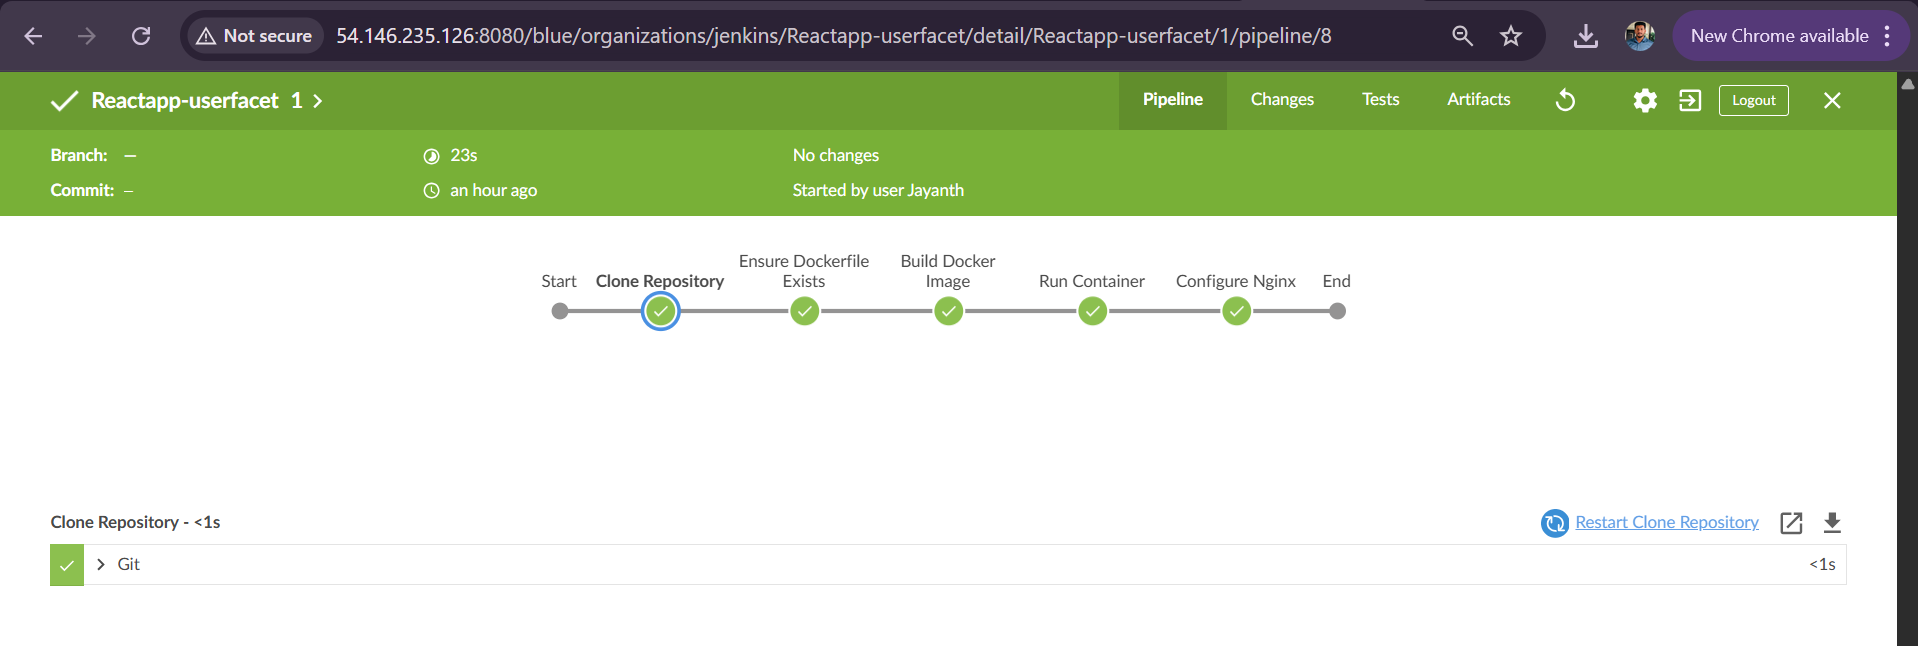 Not secure 54.146.235.126:8080/blue/organizations/jenkins/Reactapp-userfacet/detail/Reactapp-userfacet/1/pipeline/8 New Chrome available
Reactapp-userfacet 1 Pipeline Changes Tests Artifacts Logout
Branch: — 23s No changes
Commit: – an hour ago Started by user Jayanth
Start Clone Repository Ensure Dockerfile Exists Build Docker Image Run Container Configure Nginx End
Clone Repository - <1s Restart Clone Repository
Git <1s